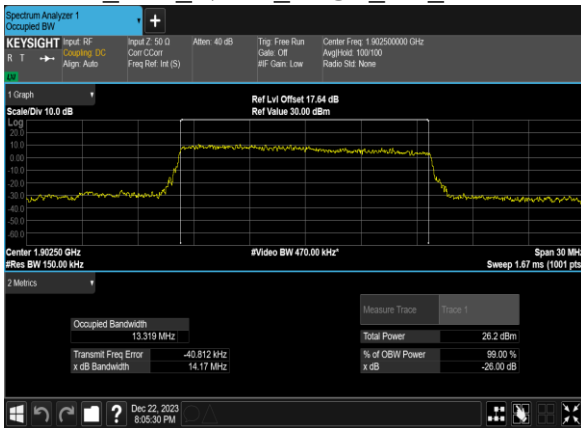 Spectrum Analyzer 1
Occupied BW
KEYSIGHT
R T
LV
Input: RF
Coupling: DC
Align: Auto
Input Z: 50 Ω
Corr CCorr
Freq Ref: Int (S)
Atten: 40 dB
Trig: Free Run
Gate: Off
#IF Gain: Low
Center Freq: 1.902500000 GHz
Avg|Hold: 100/100
Radio Std: None
1 Graph
Scale/Div 10.0 dB
Ref Lvl Offset 17.64 dB
Ref Value 30.00 dBm
Log
20.0
10.0
0.00
-10.0
-20.0
-30.0
-40.0
-50.0
-60.0
Center 1.90250 GHz
#Res BW 150.00 kHz
#Video BW 470.00 kHz*
Span 30 MHz
Sweep 1.67 ms (1001 pts
2 Metrics
Measure Trace Trace 1
Occupied Bandwidth
13.319 MHz
Total Power 26.2 dBm
Transmit Freq Error -40.812 kHz
x dB Bandwidth 14.17 MHz
% of OBW Power 99.00 %
x dB -26.00 dB
?
Dec 22, 2023
8:05:30 PM